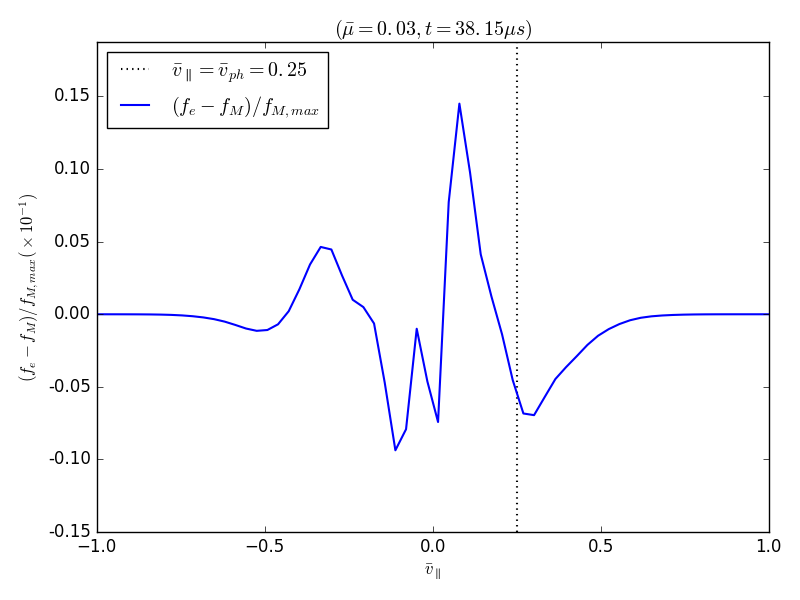 (μ̄ = 0.03, t = 38.15μs)
v̄∥ = v̄ph = 0.25
(fe − fM)/fM,max
0.15
0.10
0.05
0.00
-0.05
-0.10
-0.15
(fe − fM)/fM,max(×10⁻¹)
−1.0 −0.5 0.0 0.5 1.0
v̄∥